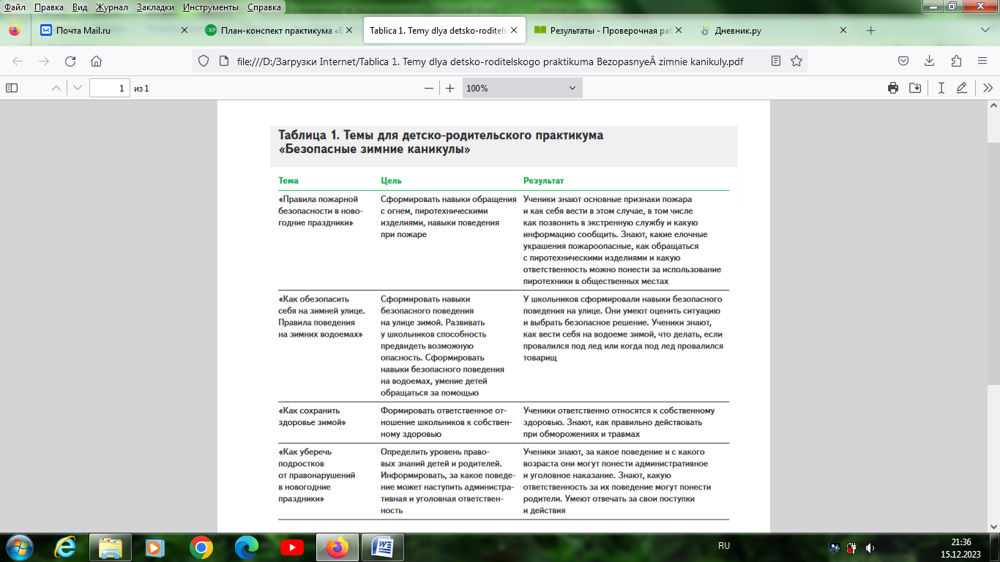 Файл Правка Вид Журнал Закладки Инструменты Справка
Почта Mail.ru
План-конспект практикума «Б
Tablica 1. Temy dlya detsko-roditels
Результаты - Проверочная раб
Дневник.ру
file:///D:/Загрузки Internet/Tablica 1. Temy dlya detsko-roditelskogo praktikuma BezopasnyeÂ zimnie kanikuly.pdf
1 из 1
100%
Таблица 1. Темы для детско-родительского практикума
«Безопасные зимние каникулы»
Тема Цель Результат
«Правила пожарной
безопасности в ново-
годние праздники»
Сформировать навыки обращения
с огнем, пиротехническими
изделиями, навыки поведения
при пожаре
Ученики знают основные признаки пожара
и как себя вести в этом случае, в том числе
как позвонить в экстренную службу и какую
информацию сообщить. Знают, какие елочные
украшения пожароопасные, как обращаться
с пиротехническими изделиями и какую
ответственность можно понести за использование
пиротехники в общественных местах
«Как обезопасить
себя на зимней улице.
Правила поведения
на зимних водоемах»
Сформировать навыки
безопасного поведения
на улице зимой. Развивать
у школьников способность
предвидеть возможную
опасность. Сформировать
навыки безопасного поведения
на водоемах, умение детей
обращаться за помощью
У школьников сформировали навыки безопасного
поведения на улице. Они умеют оценить ситуацию
и выбрать безопасное решение. Ученики знают,
как вести себя на водоеме зимой, что делать, если
провалился под лед или когда под лед провалился
товарищ
«Как сохранить
здоровье зимой»
Формировать ответственное от-
ношение школьников к собствен-
ному здоровью
Ученики ответственно относятся к собственному
здоровью. Знают, как правильно действовать
при обморожениях и травмах
«Как уберечь
подростков
от правонарушений
в новогодние
праздники»
Определить уровень право-
вых знаний детей и родителей.
Информировать, за какое поведе-
ние может наступить администра-
тивная и уголовная ответствен-
ность
Ученики знают, за какое поведение и с какого
возраста они могут понести административное
и уголовное наказание. Знают, какую
ответственность за их поведение могут понести
родители. Умеют отвечать за свои поступки
и действия
RU
21:36
15.12.2023